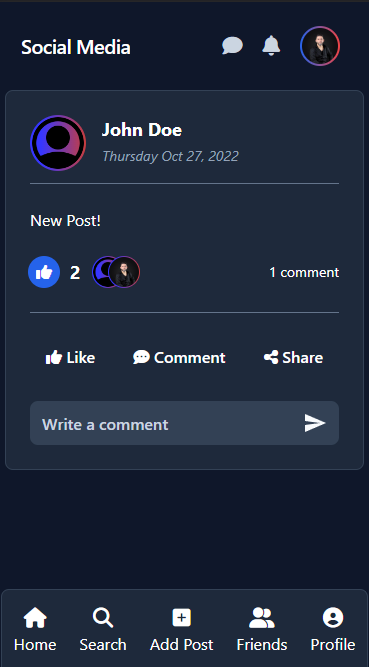 Social Media
John Doe
Thursday Oct 27, 2022
New Post!
2 1 comment
Like Comment Share
Write a comment
Home Search Add Post Friends Profile